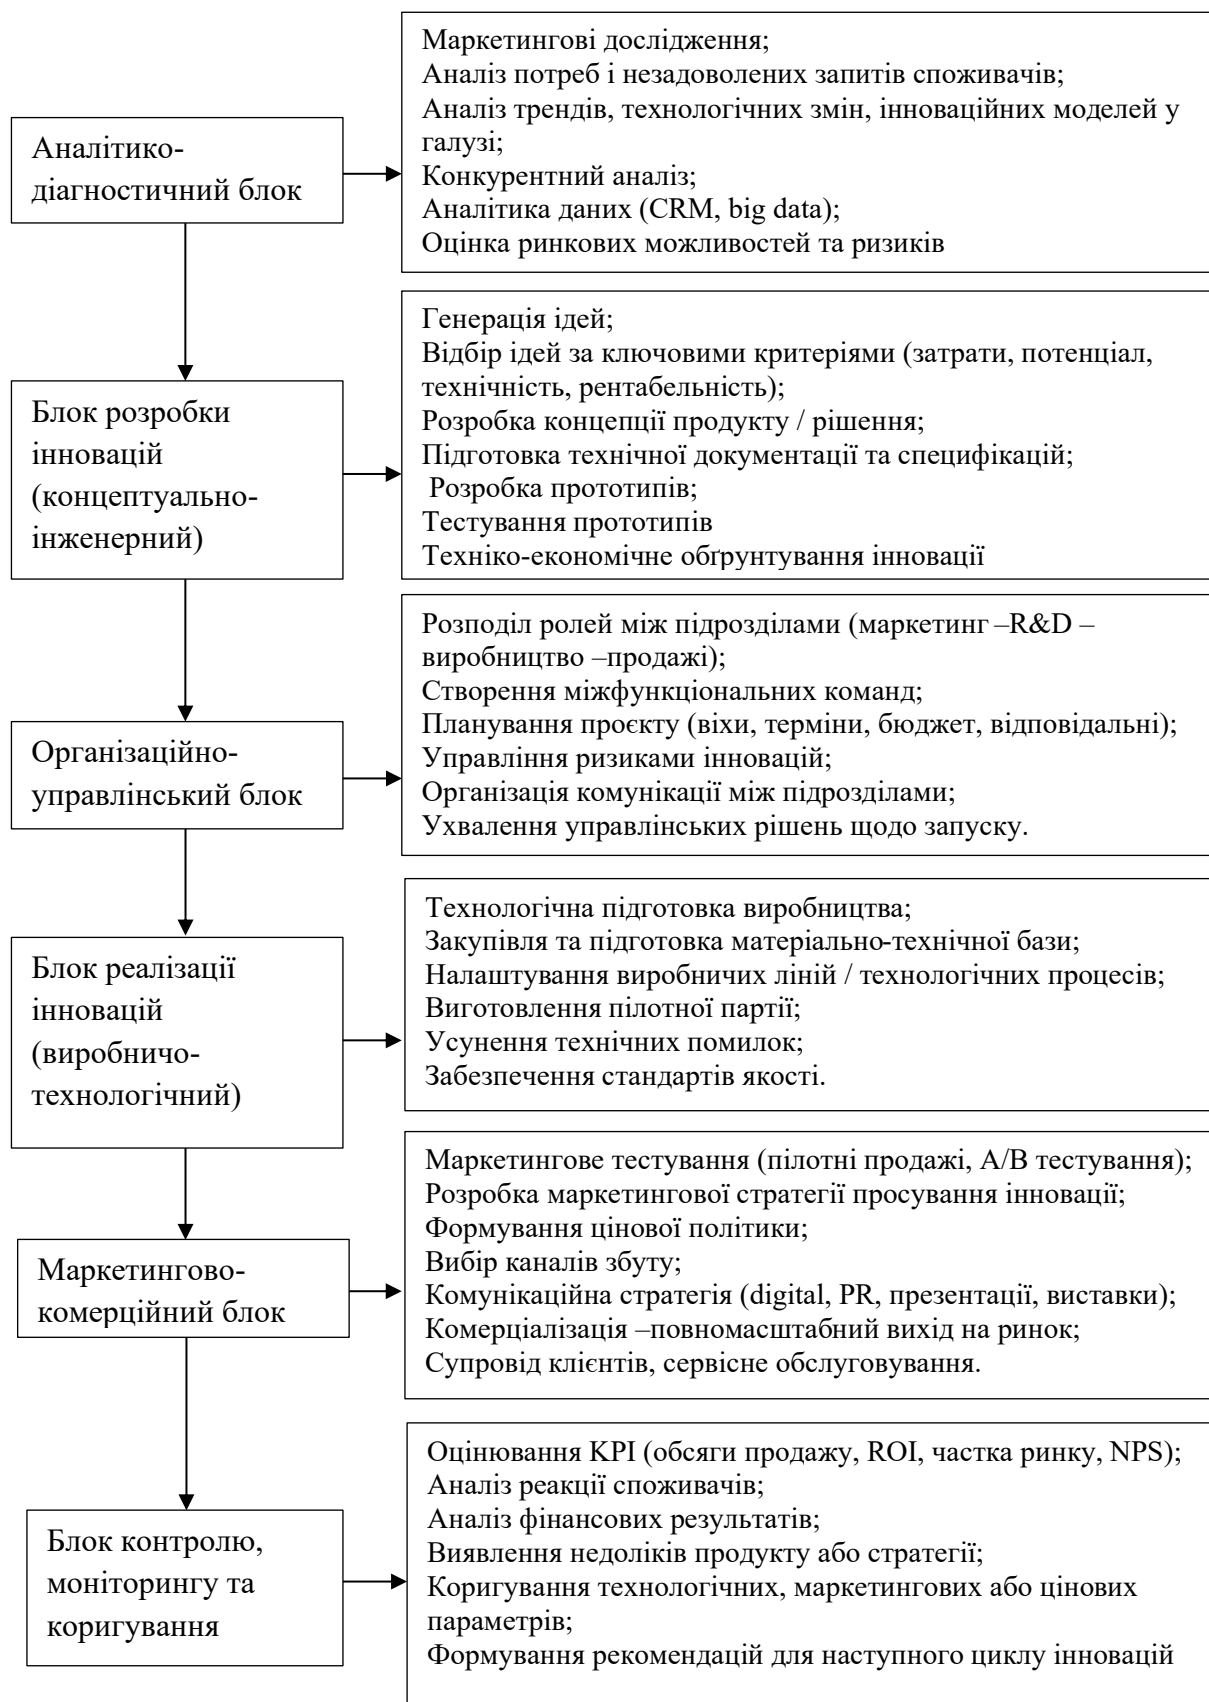 Аналітико-
діагностичний блок
Маркетингові дослідження;
Аналіз потреб і незадоволених запитів споживачів;
Аналіз трендів, технологічних змін, інноваційних моделей у
галузі;
Конкурентний аналіз;
Аналітика даних (CRM, big data);
Оцінка ринкових можливостей та ризиків
Блок розробки
інновацій
(концептуально-
інженерний)
Генерація ідей;
Відбір ідей за ключовими критеріями (затрати, потенціал,
технічність, рентабельність);
Розробка концепції продукту / рішення;
Підготовка технічної документації та специфікацій;
Розробка прототипів;
Тестування прототипів
Техніко-економічне обґрунтування інновації
Організаційно-
управлінський блок
Розподіл ролей між підрозділами (маркетинг –R&D –
виробництво –продажі);
Створення міжфункціональних команд;
Планування проєкту (віхи, терміни, бюджет, відповідальні);
Управління ризиками інновацій;
Організація комунікації між підрозділами;
Ухвалення управлінських рішень щодо запуску.
Блок реалізації
інновацій
(виробничо-
технологічний)
Технологічна підготовка виробництва;
Закупівля та підготовка матеріально-технічної бази;
Налаштування виробничих ліній / технологічних процесів;
Виготовлення пілотної партії;
Усунення технічних помилок;
Забезпечення стандартів якості.
Маркетингово-
комерційний блок
Маркетингове тестування (пілотні продажі, A/B тестування);
Розробка маркетингової стратегії просування інновації;
Формування цінової політики;
Вибір каналів збуту;
Комунікаційна стратегія (digital, PR, презентації, виставки);
Комерціалізація –повномасштабний вихід на ринок;
Супровід клієнтів, сервісне обслуговування.
Блок контролю,
моніторингу та
коригування
Оцінювання KPI (обсяги продажу, ROI, частка ринку, NPS);
Аналіз реакції споживачів;
Аналіз фінансових результатів;
Виявлення недоліків продукту або стратегії;
Коригування технологічних, маркетингових або цінових
параметрів;
Формування рекомендацій для наступного циклу інновацій